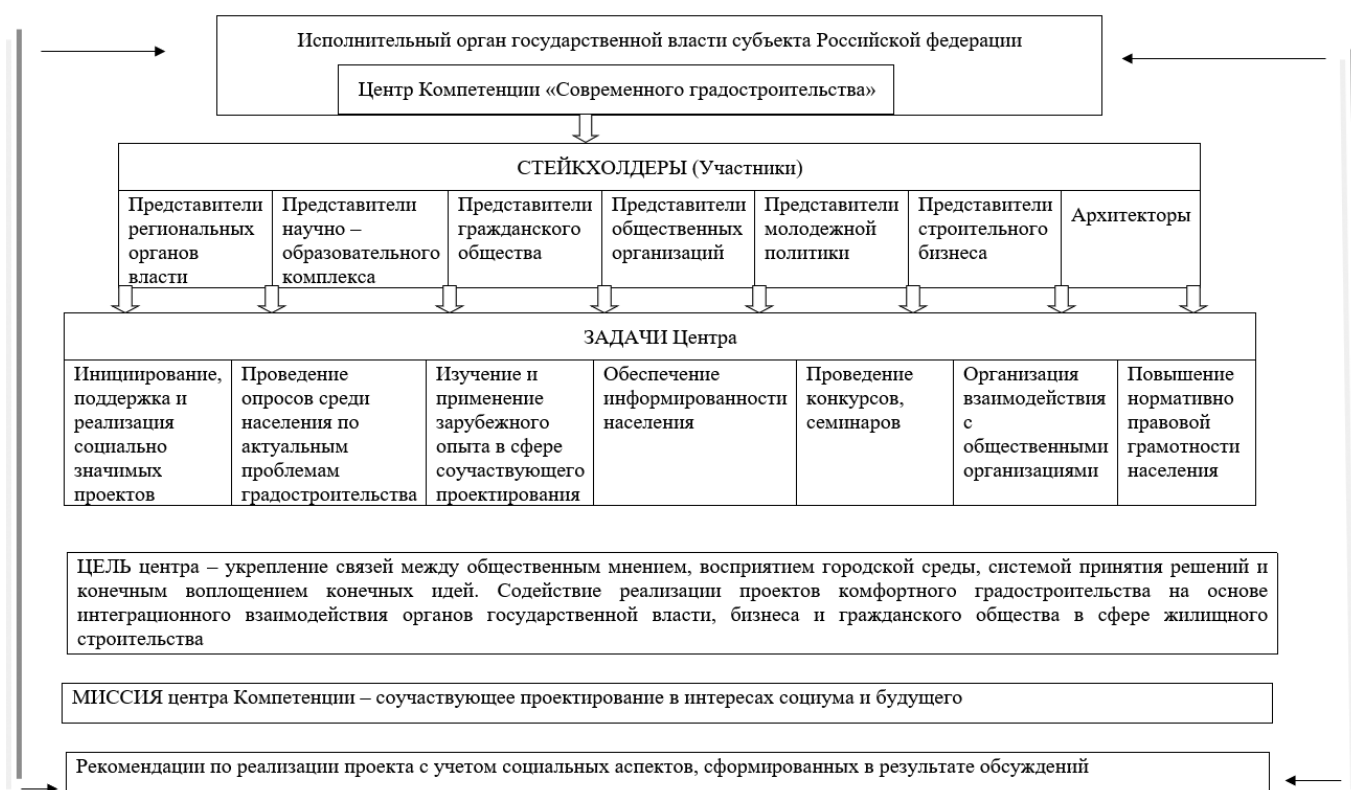 Исполнительный орган государственной власти субъекта Российской федерации
Центр Компетенции «Современного градостроительства»
СТЕЙКХОЛДЕРЫ (Участники)
Представители
региональных
органов
власти
Представители
научно –
образовательного
комплекса
Представители
гражданского
общества
Представители
общественных
организаций
Представители
молодежной
политики
Представители
строительного
бизнеса
Архитекторы
ЗАДАЧИ Центра
Инициирование,
поддержка и
реализация
социально
значимых
проектов
Проведение
опросов среди
населения по
актуальным
проблемам
градостроительства
Изучение и
применение
зарубежного
опыта в сфере
соучаствующего
проектирования
Обеспечение
информированности
населения
Проведение
конкурсов,
семинаров
Организация
взаимодействия
с
общественными
организациями
Повышение
нормативно
правовой
грамотности
населения
ЦЕЛЬ центра – укрепление связей между общественным мнением, восприятием городской среды, системой принятия решений и
конечным воплощением конечных идей. Содействие реализации проектов комфортного градостроительства на основе
интеграционного взаимодействия органов государственной власти, бизнеса и гражданского общества в сфере жилищного
строительства
МИССИЯ центра Компетенции – соучаствующее проектирование в интересах социума и будущего
Рекомендации по реализации проекта с учетом социальных аспектов, сформированных в результате обсуждений